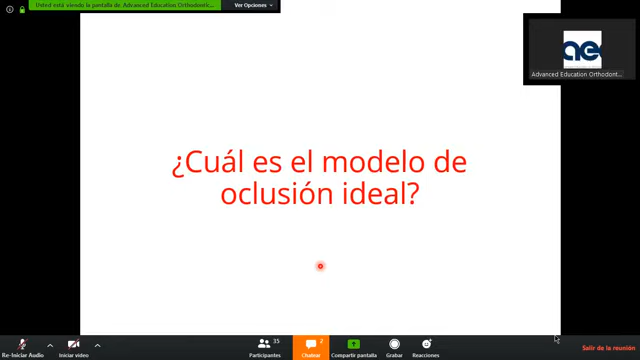 Usted está viendo la pantalla de Advanced Education Orthodontic...
Ver Opciones
ae
Advanced Education Orthodont...
¿Cuál es el modelo de
oclusión ideal?
Re-Iniciar Audio
Iniciar video
35
Participantes
2
Chatear
Compartir pantalla
Grabar
Reacciones
Salir de la reunión